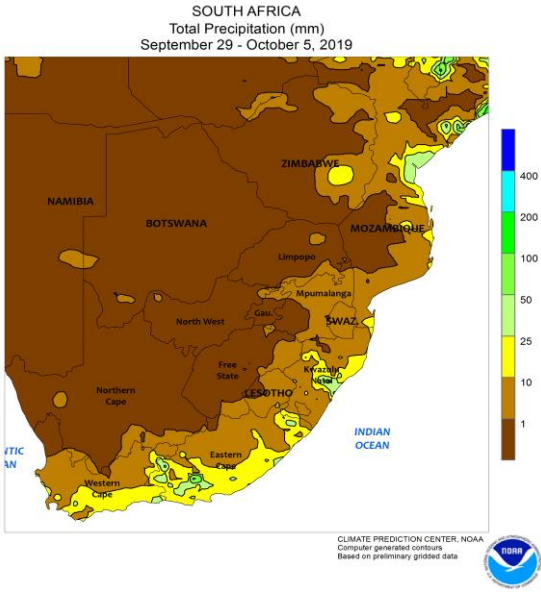 SOUTH AFRICA
Total Precipitation (mm)
September 29 - October 5, 2019
ZIMBABWE
NAMIBIA
BOTSWANA
MOZAMBIQUE
Limpopo
Mpumalanga
Gau.
North West
SWAZ.
Free
State
Kwazulu
Natal
LESOTHO
Northern
Cape
Eastern
Cape
Western
Cape
NTIC
AN
INDIAN
OCEAN
400
200
100
50
25
10
1
CLIMATE PREDICTION CENTER, NOAA
Computer generated contours
Based on preliminary gridded data
NOAA